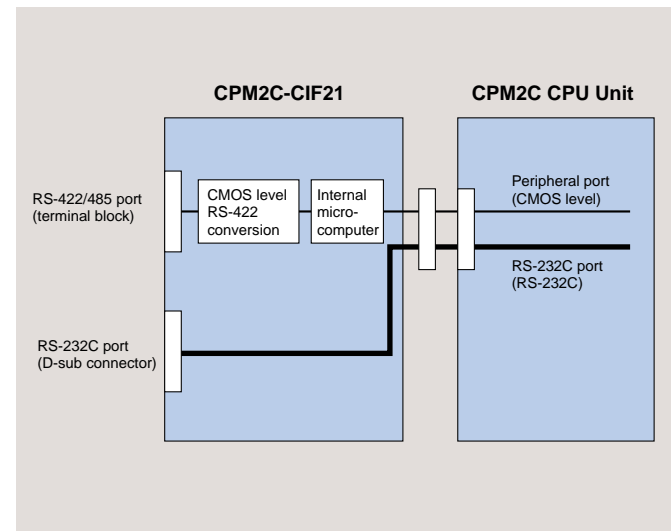 CPM2C-CIF21
CPM2C CPU Unit
RS-422/485 port
(terminal block)
CMOS level
RS-422
conversion
Internal
micro-
computer
Peripheral port
(CMOS level)
RS-232C port
(RS-232C)
RS-232C port
(D-sub connector)